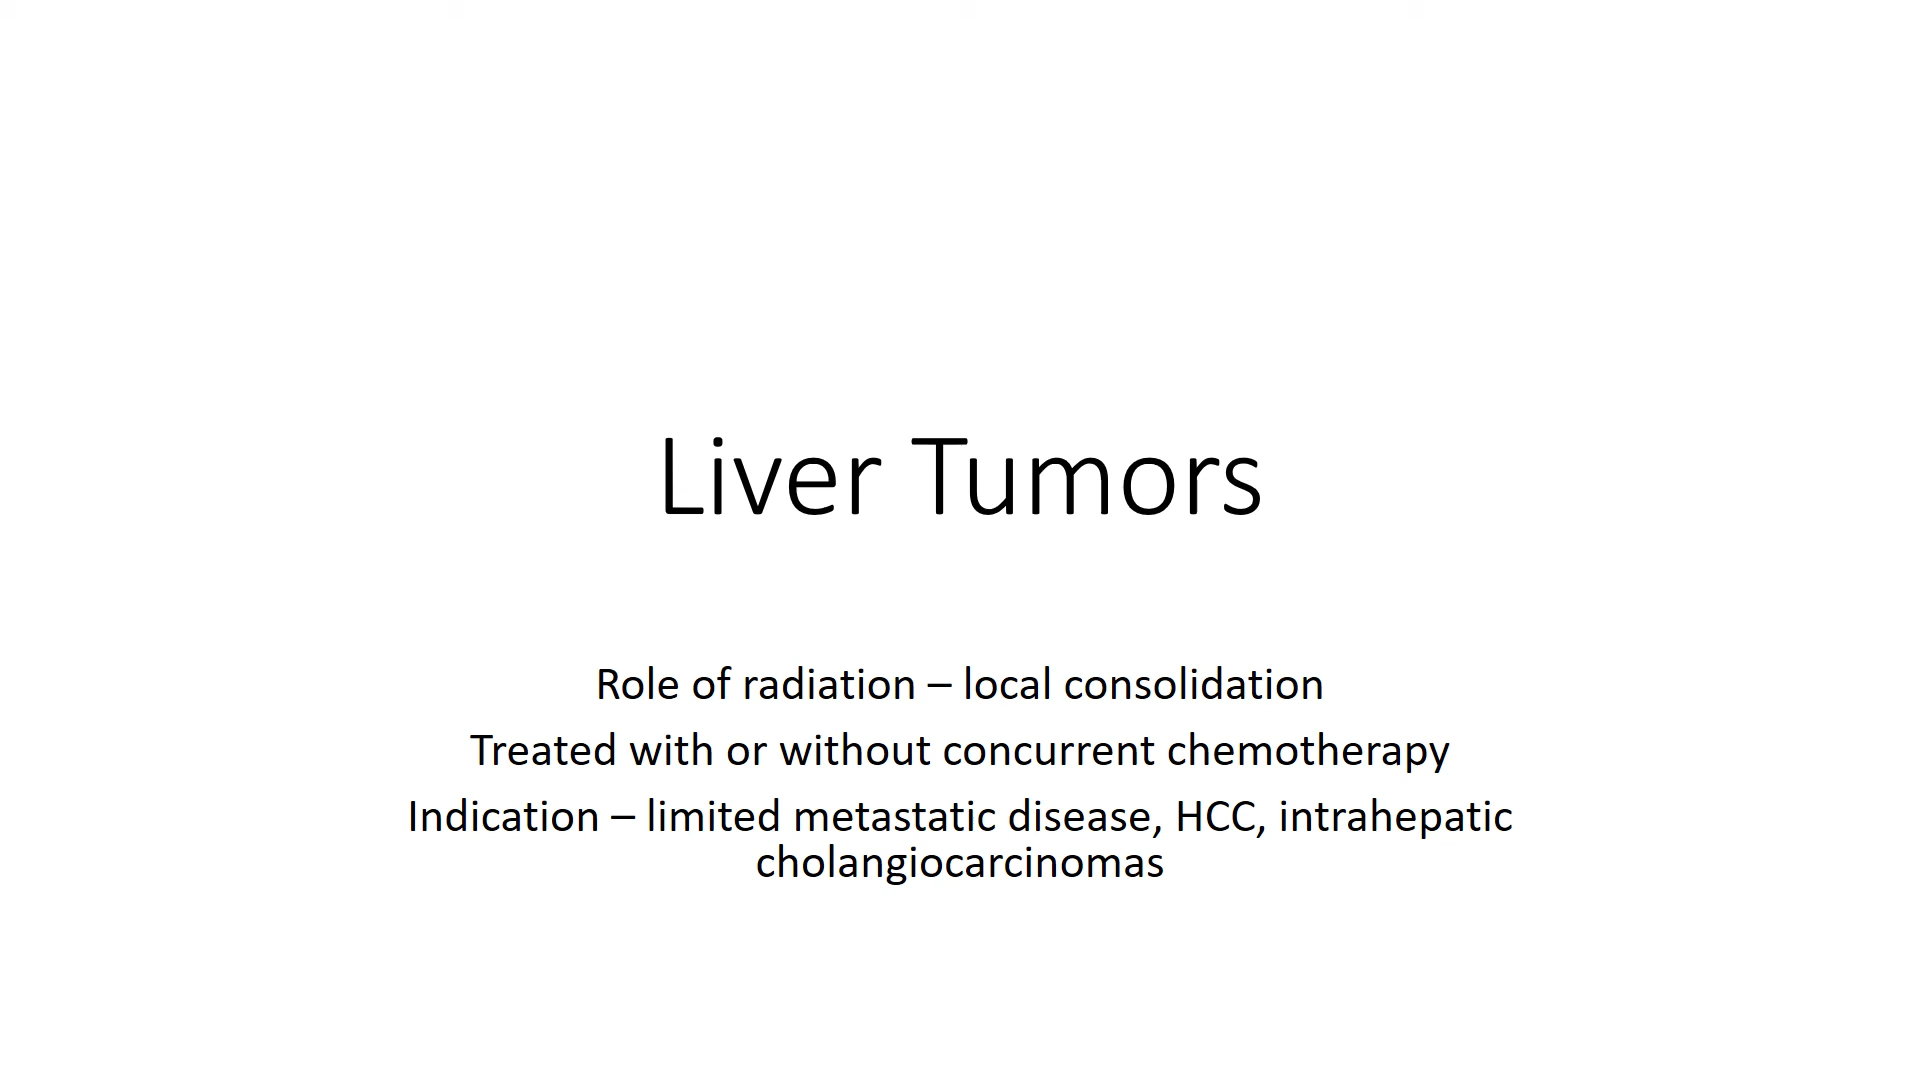 Liver Tumors
Role of radiation – local consolidation
Treated with or without concurrent chemotherapy
Indication – limited metastatic disease, HCC, intrahepatic
cholangiocarcinomas